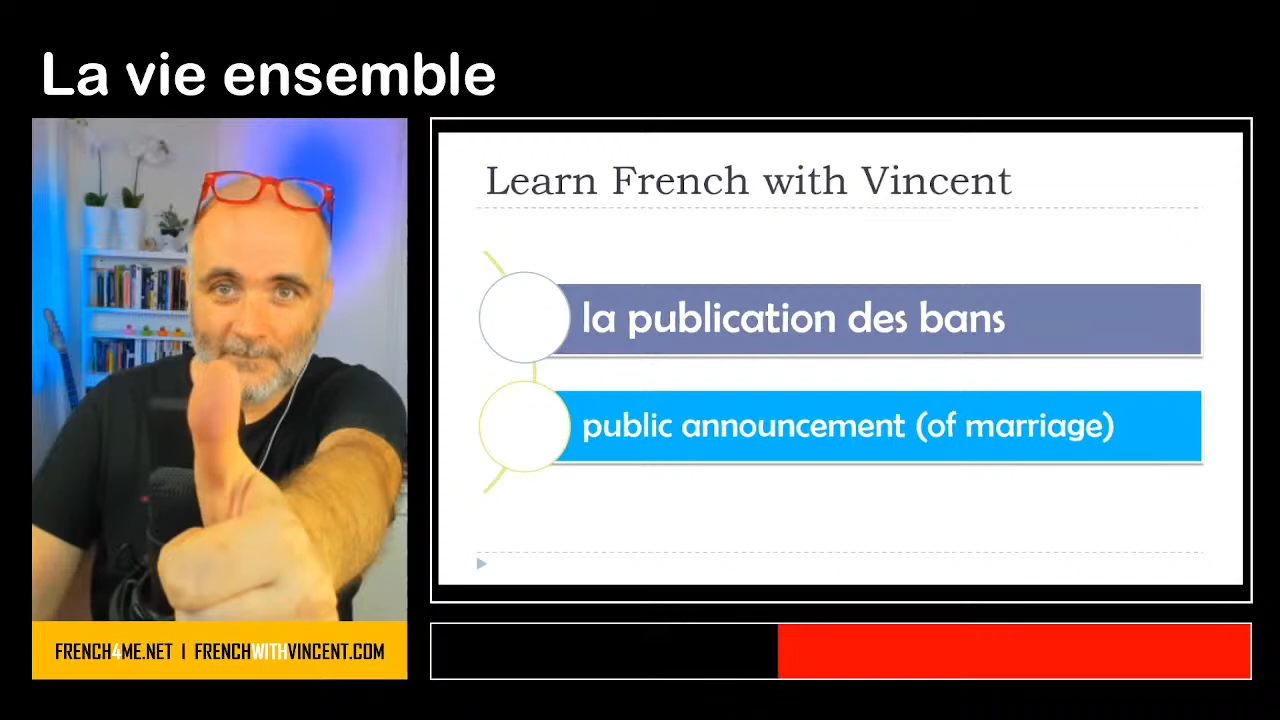 La vie ensemble
Learn French with Vincent
la publication des bans
public announcement (of marriage)
FRENCH4ME.NET I FRENCHWITHVINCENT.COM